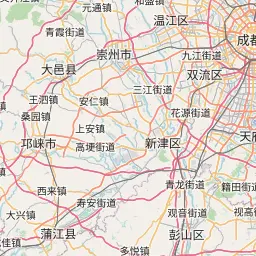 元通镇
和盛镇
温江区
成都
青霞街道
崇州市
九江街道
大邑县
双流区
三江街道
王泗镇
安仁镇
花源街道
桑园镇
上安镇
天府
邛崃市
高埂街道
新津区
青龙街道
籍田街道
西来镇
寿安街道
大兴镇
观音街道
视高街道
蒲江县
彭山区
多悦镇